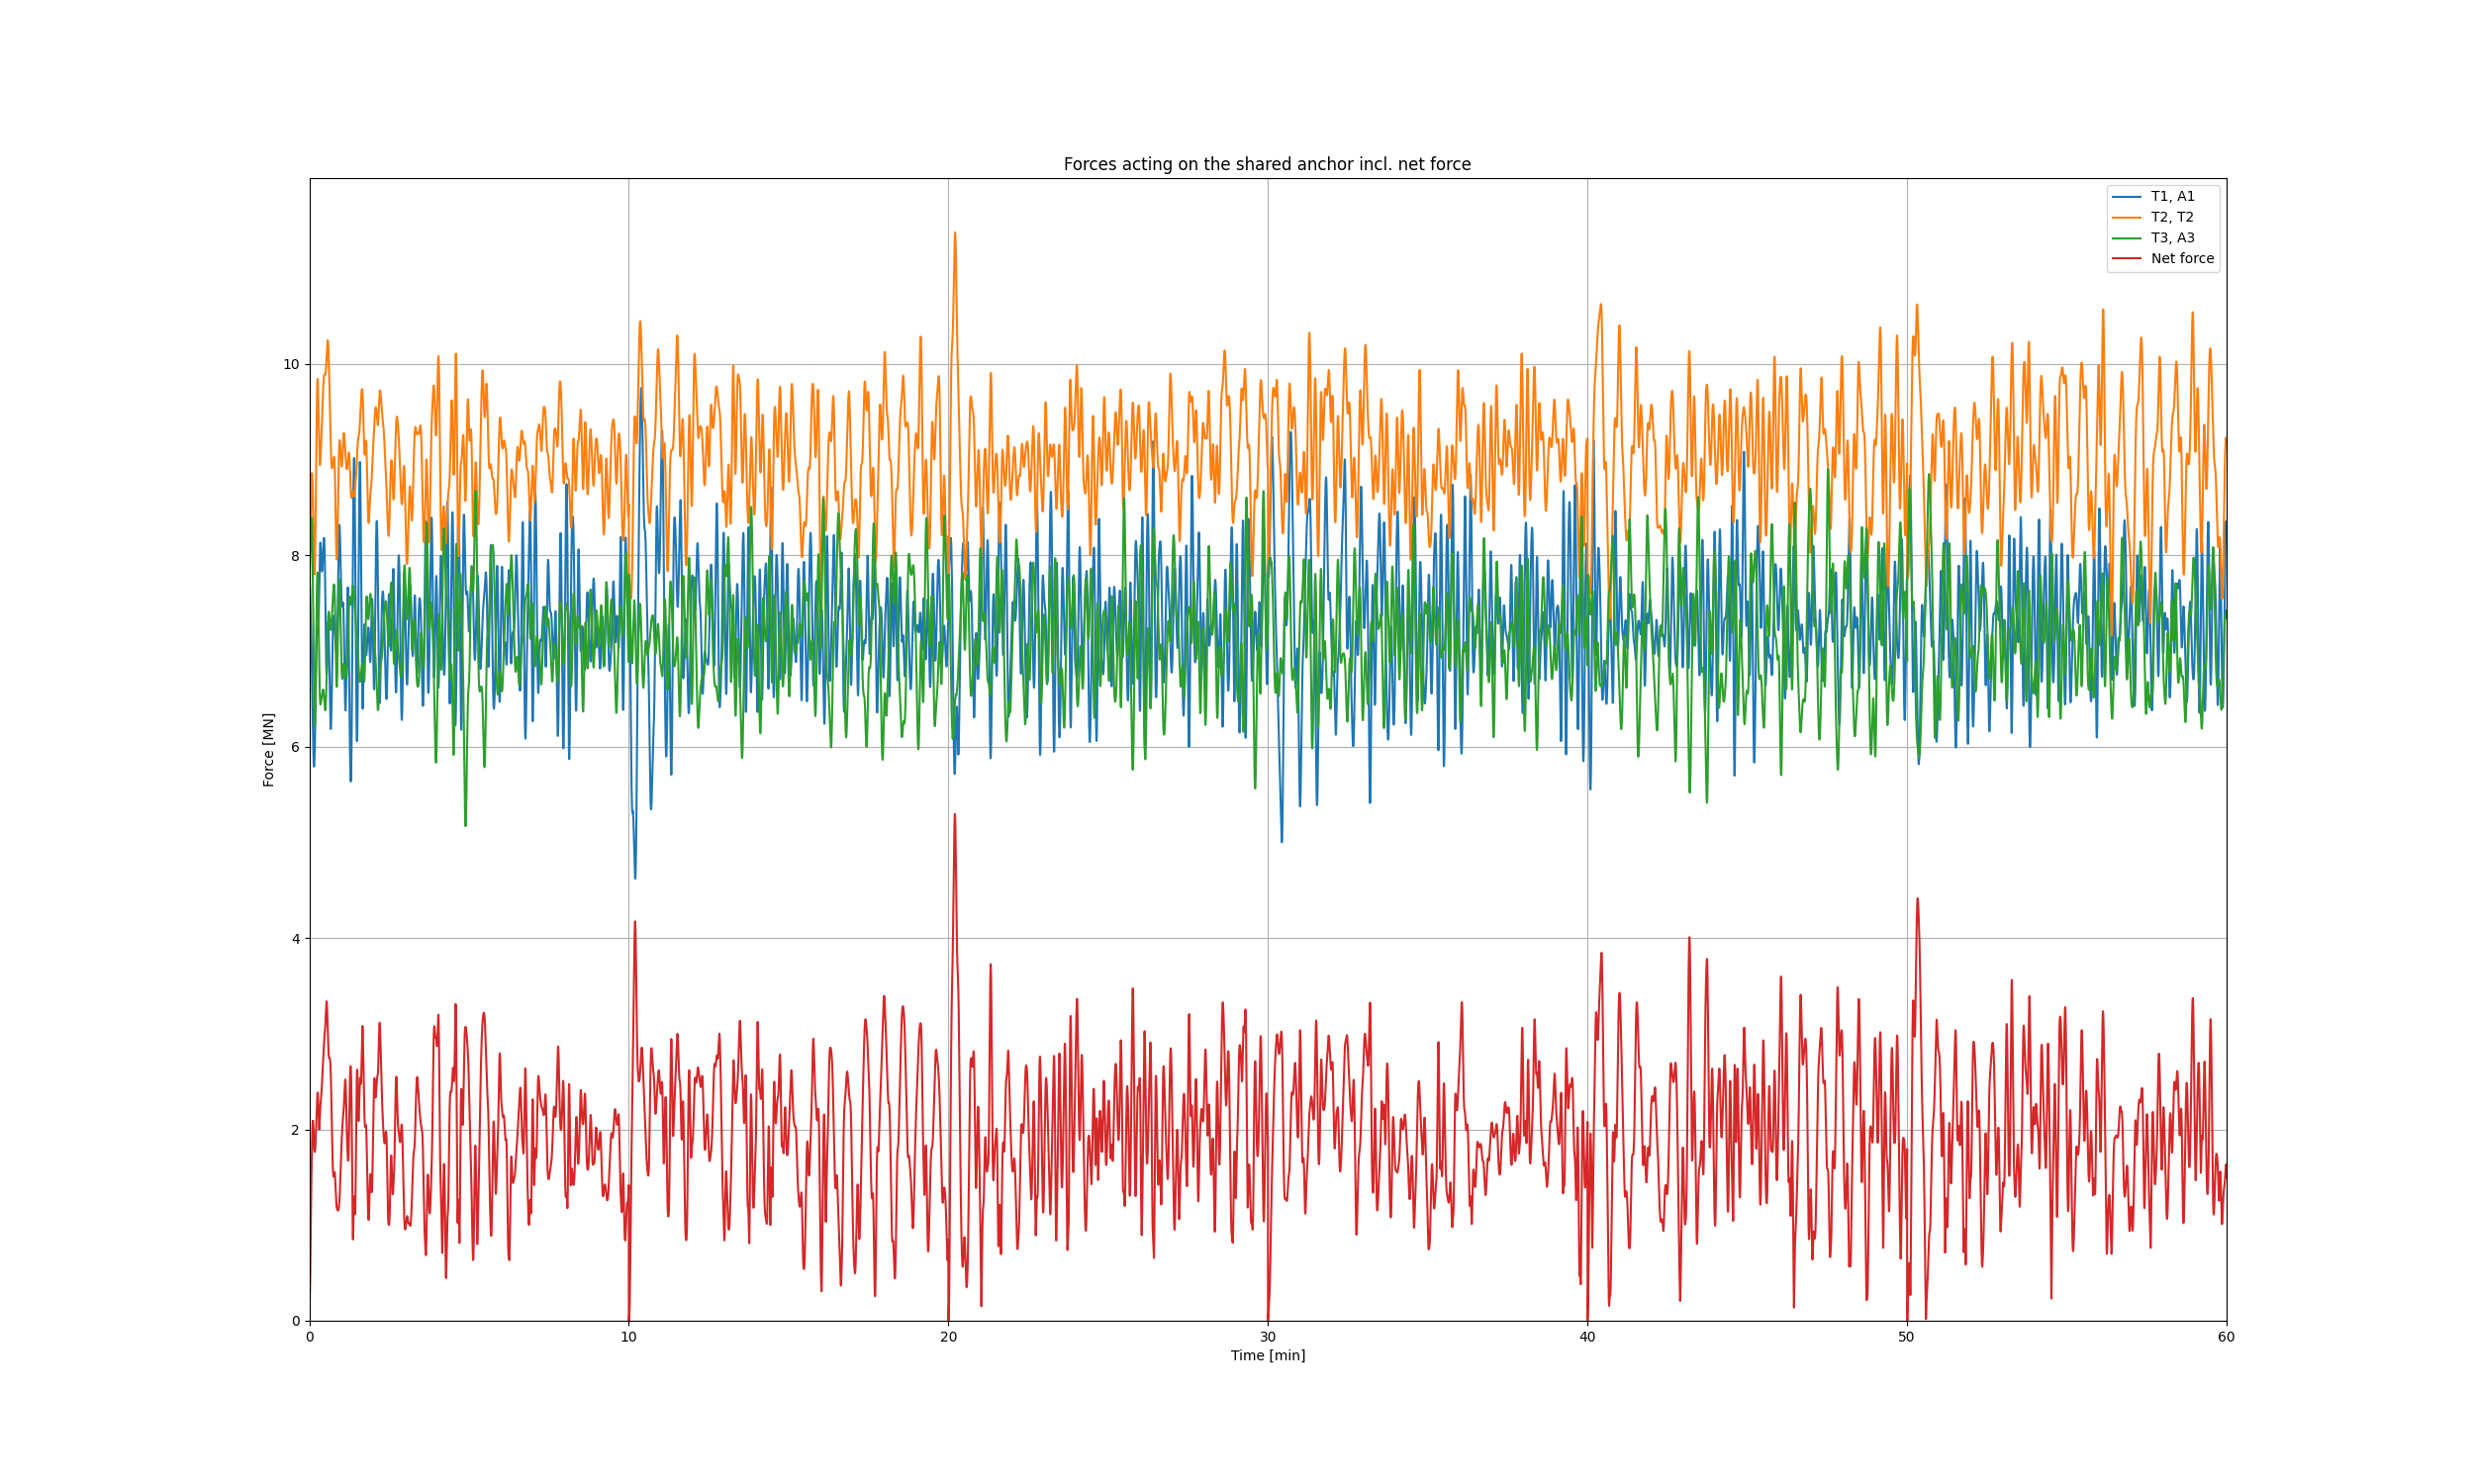 Forces acting on the shared anchor incl. net force
T1, A1
T2, T2
T3, A3
Net force
Force [MN]
10
8
6
4
2
0
0 10 20 30 40 50 60
Time [min]